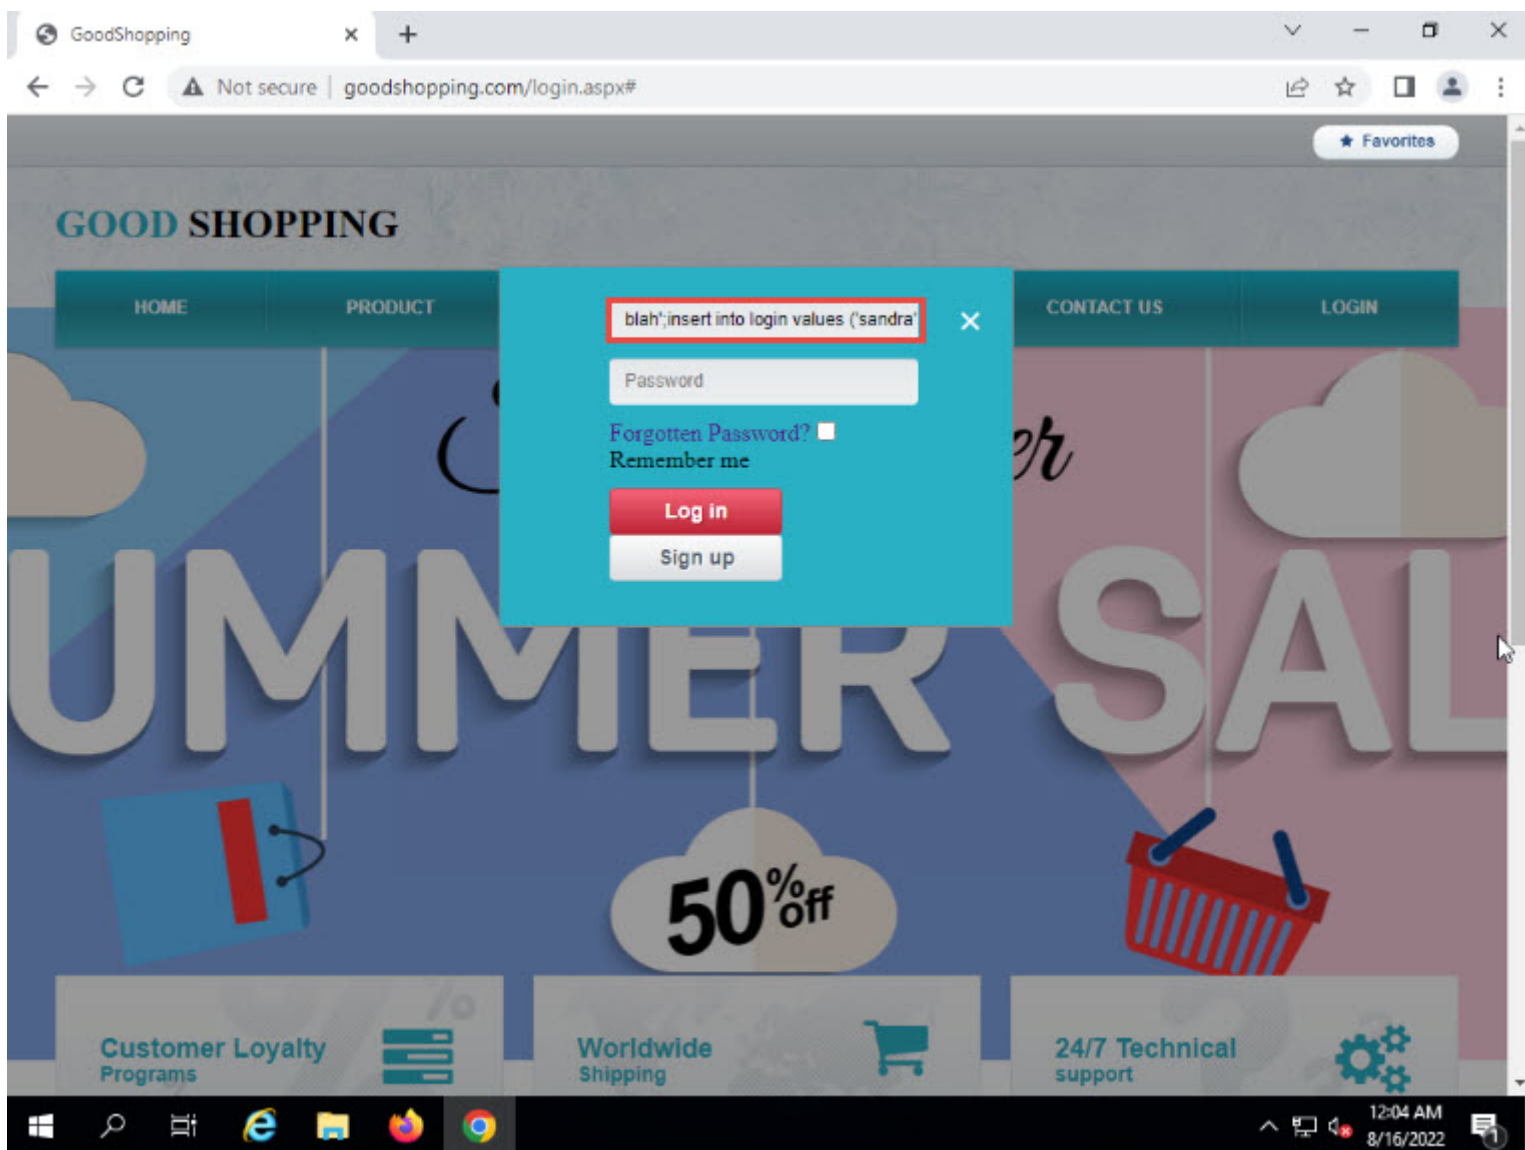 GoodShopping
Not secure | goodshopping.com/login.aspx#
Favorites
GOOD SHOPPING
HOME
PRODUCT
CONTACT US
LOGIN
blah';insert into login values ('sandra'
Password
Forgotten Password?
Remember me
Log in
Sign up
UMMER SAL
50% off
Customer Loyalty
Programs
Worldwide
Shipping
24/7 Technical
support
12:04 AM
8/16/2022
1